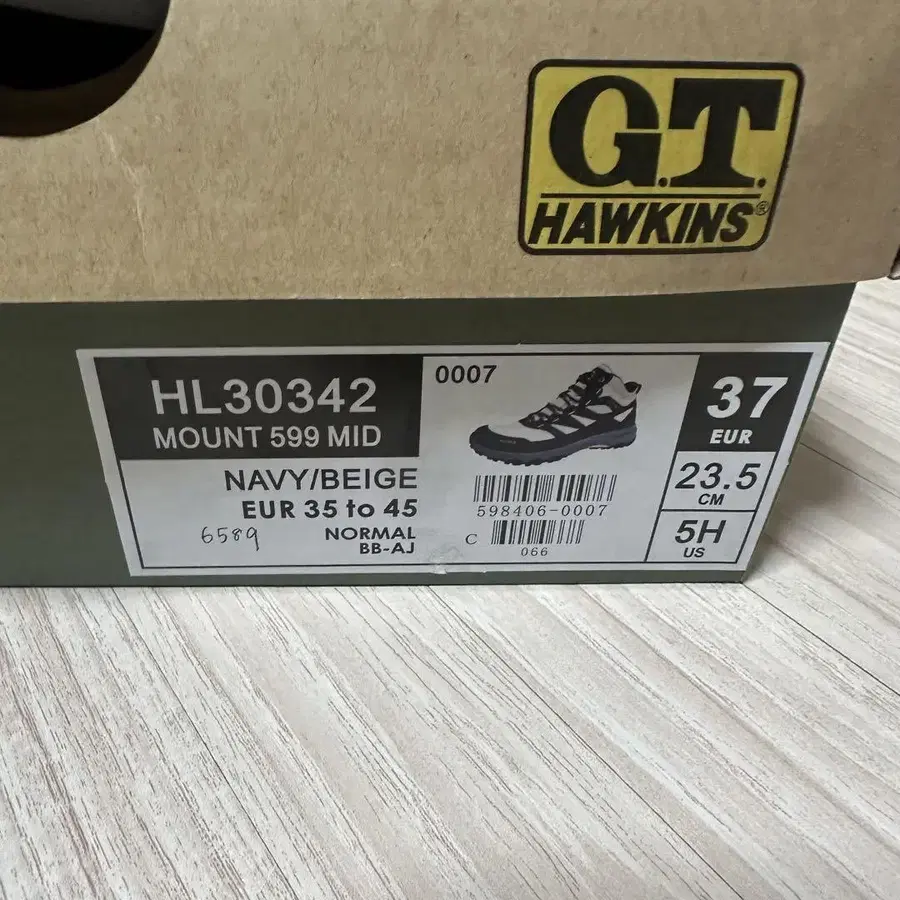 G.T.
HAWKINS®
HL30342
MOUNT 599 MID
NAVY/BEIGE
EUR 35 to 45
6589
NORMAL
BB-AJ
0007
598406-0007
C
066
37
EUR
23.5
CM
5H
US